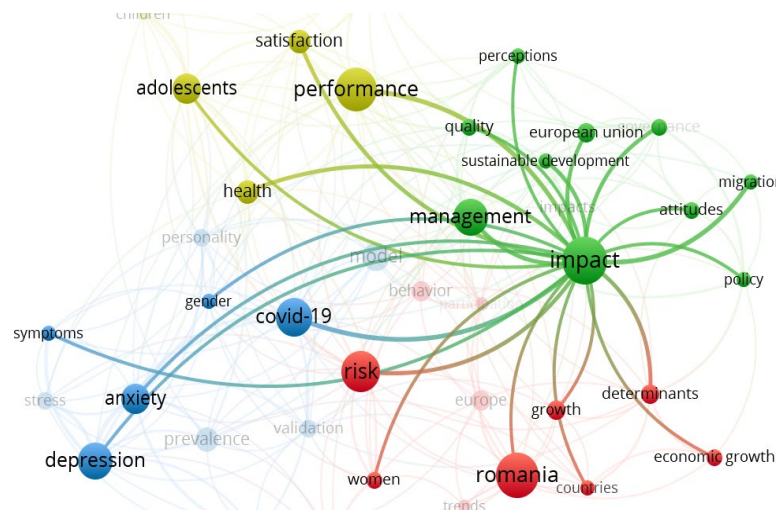 children
satisfaction
perceptions
adolescents
performance
quality
european union
governance
sustainable development
health
migration
attitudes
management
impacts
personality
model
impact
policy
behavior
gender
covid-19
symptoms
risk
anxiety
stress
europe
determinants
growth
validation
prevalence
depression
economic growth
women
romania
countries
trends